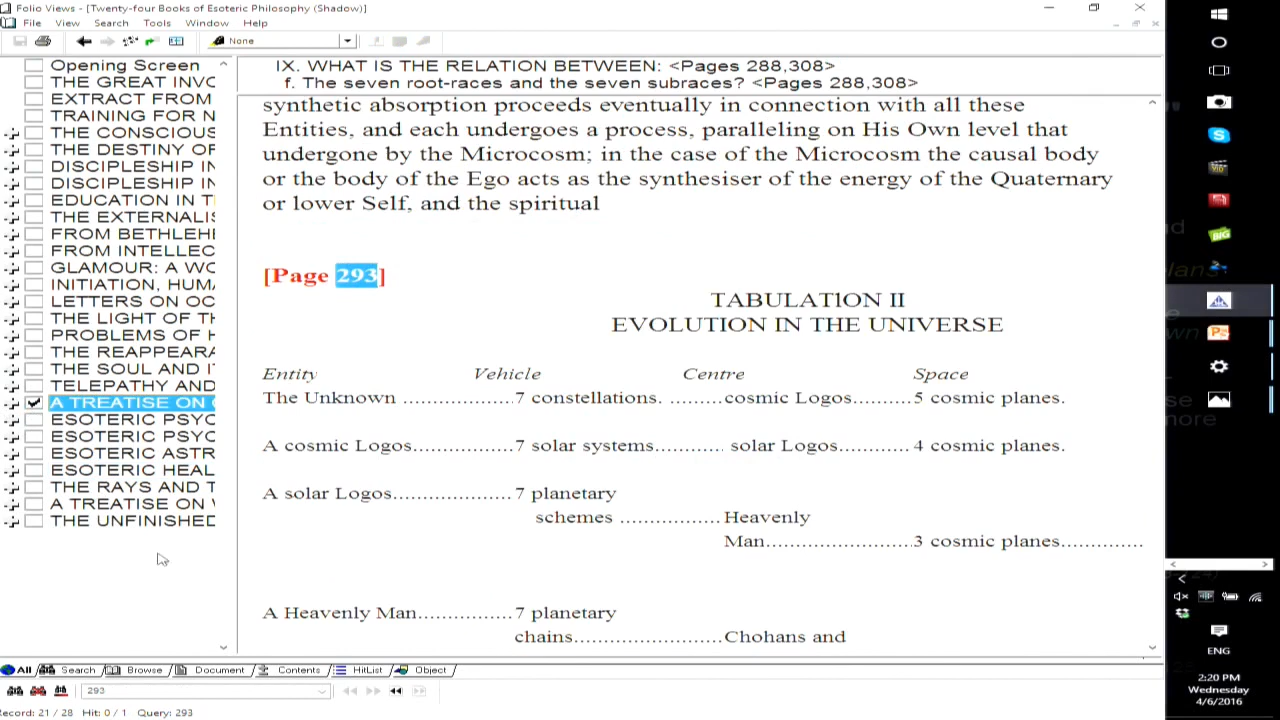 Folio Views - [Twenty-four Books of Esoteric Philosophy (Shadow)]
File View Search Tools Window Help
None
Opening Screen
THE GREAT INVO
EXTRACT FROM
TRAINING FOR N
THE CONSCIOUS
THE DESTINY OF
DISCIPLESHIP IN
DISCIPLESHIP IN
EDUCATION IN T
THE EXTERNALIS
FROM BETHLEHE
FROM INTELLEC
GLAMOUR: A WO
INITIATION, HUMA
LETTERS ON OC
THE LIGHT OF TH
PROBLEMS OF H
THE REAPPEARA
THE SOUL AND I
TELEPATHY AND
A TREATISE ON
ESOTERIC PSYC
ESOTERIC PSYC
ESOTERIC ASTR
ESOTERIC HEAL
THE RAYS AND T
A TREATISE ON
THE UNFINISHED
IX. WHAT IS THE RELATION BETWEEN: <Pages 288,308>
f. The seven root-races and the seven subraces? <Pages 288,308>
synthetic absorption proceeds eventually in connection with all these
Entities, and each undergoes a process, paralleling on His Own level that
undergone by the Microcosm; in the case of the Microcosm the causal body
or the body of the Ego acts as the synthesiser of the energy of the Quaternary
or lower Self, and the spiritual
[Page 293]
TABULATION II
EVOLUTION IN THE UNIVERSE
Entity Vehicle Centre Space
The Unknown ..................7 constellations. .........cosmic Logos.........5 cosmic planes.
A cosmic Logos.................7 solar systems........... solar Logos...........4 cosmic planes.
A solar Logos....................7 planetary
schemes .................Heavenly
Man.........................3 cosmic planes..............
A Heavenly Man................7 planetary
chains.........................Chohans and
All Search Browse Document Contents HitList Object
293
Record: 21 / 28 Hit: 0 / 1 Query: 293
ENG
2:20 PM
Wednesday
4/6/2016